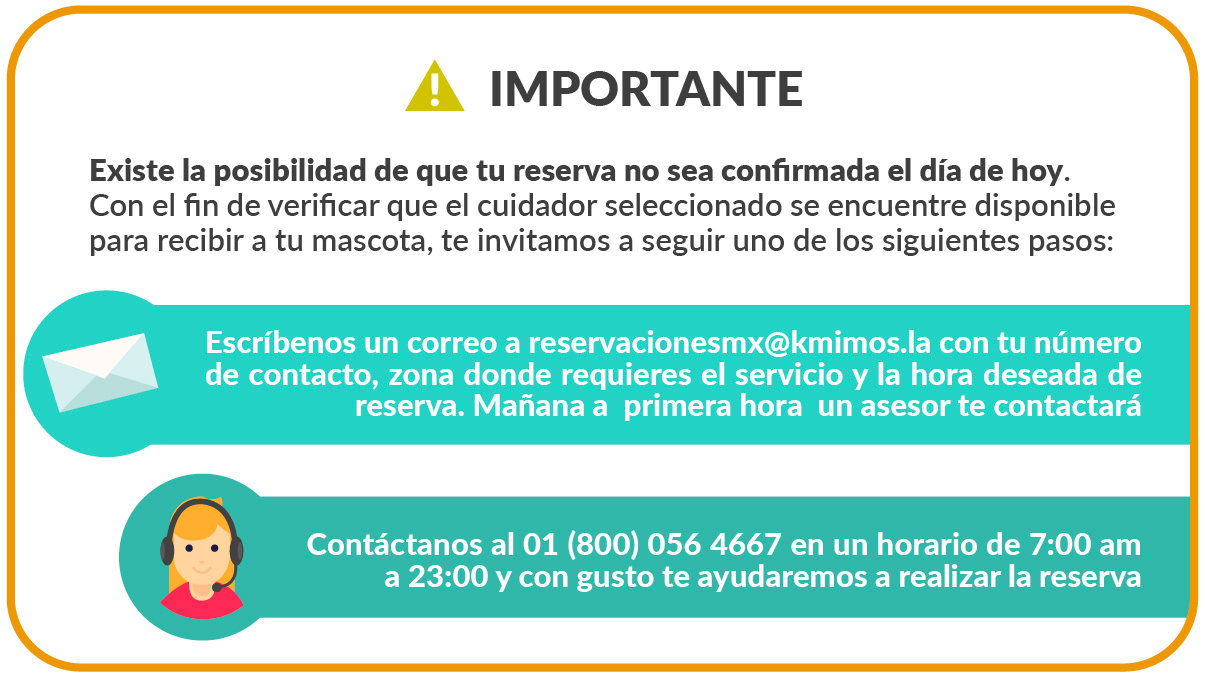 IMPORTANTE
Existe la posibilidad de que tu reserva no sea confirmada el día de hoy.
Con el fin de verificar que el cuidador seleccionado se encuentre disponible
para recibir a tu mascota, te invitamos a seguir uno de los siguientes pasos:
Escríbenos un correo a reservacionesmx@kmimos.la con tu número
de contacto, zona donde requieres el servicio y la hora deseada de
reserva. Mañana a primera hora un asesor te contactará
Contáctanos al 01 (800) 056 4667 en un horario de 7:00 am
a 23:00 y con gusto te ayudaremos a realizar la reserva